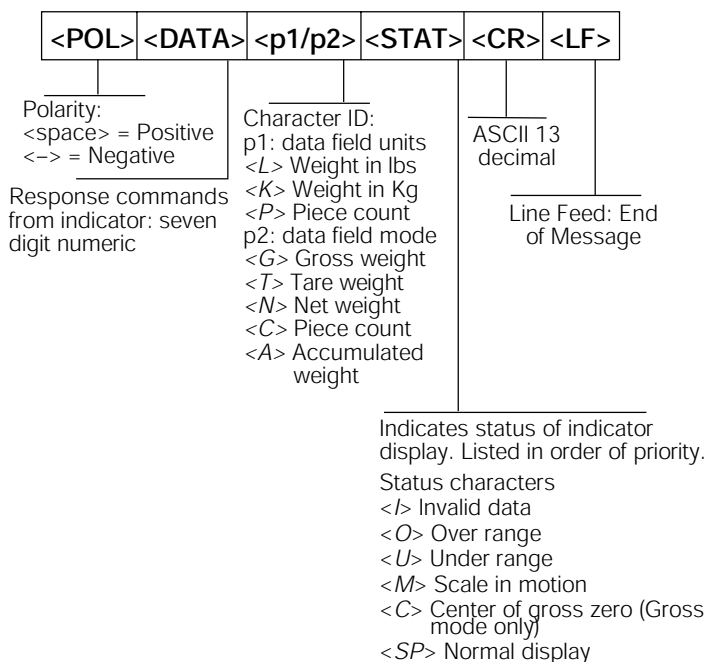 <POL> <DATA> <p1/p2> <STAT> <CR> <LF>
Polarity:
<space> = Positive
<–> = Negative
Response commands
from indicator: seven
digit numeric
Character ID:
p1: data field units
<L> Weight in lbs
<K> Weight in Kg
<P> Piece count
p2: data field mode
<G> Gross weight
<T> Tare weight
<N> Net weight
<C> Piece count
<A> Accumulated
weight
ASCII 13
decimal
Line Feed: End
of Message
Indicates status of indicator
display. Listed in order of priority.
Status characters
<I> Invalid data
<O> Over range
<U> Under range
<M> Scale in motion
<C> Center of gross zero (Gross
mode only)
<SP> Normal display